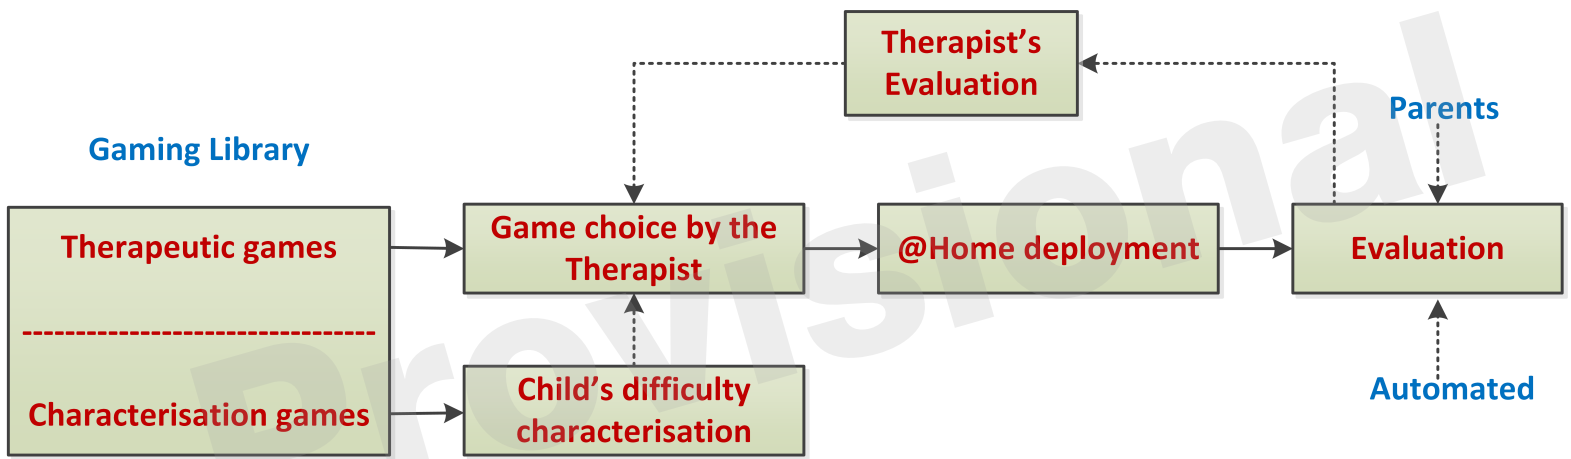 Therapist’s
Evaluation
Parents
Gaming Library
Therapeutic games
Game choice by the
Therapist
@Home deployment
Evaluation
Characterisation games
Child’s difficulty
characterisation
Automated
Provisional